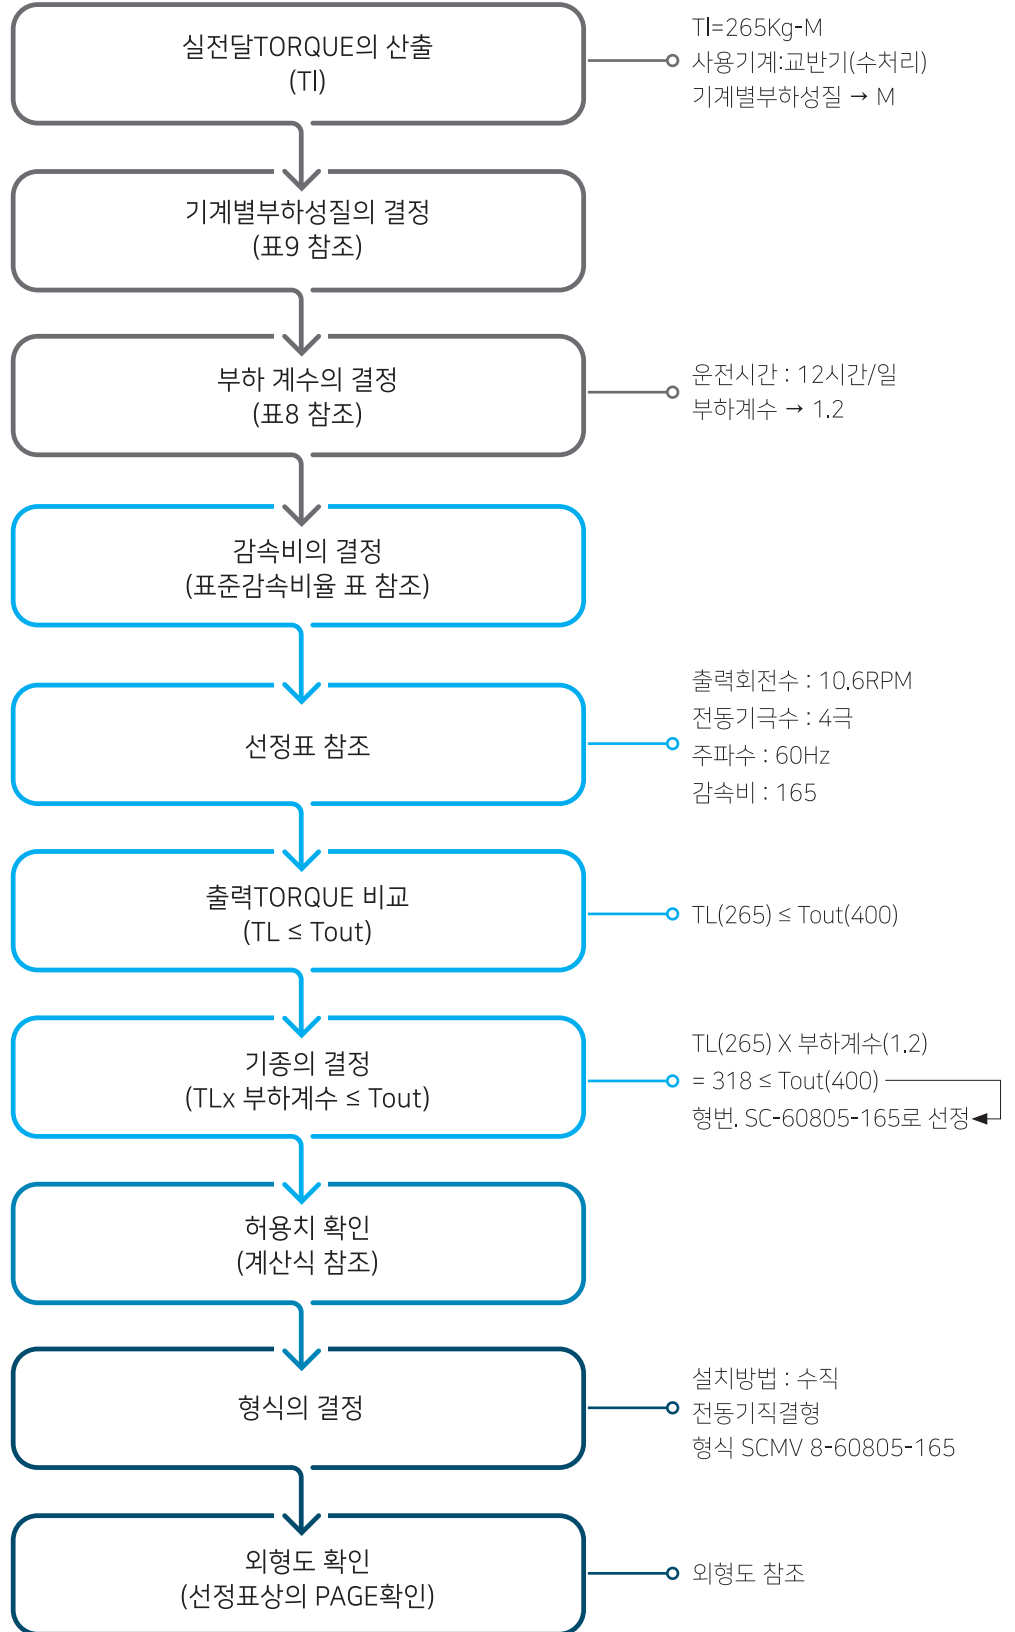 실전달TORQUE의 산출
(Tl)
Tl=265Kg-M
사용기계:교반기(수처리)
기계별부하성질 → M
기계별부하성질의 결정
(표9 참조)
부하 계수의 결정
(표8 참조)
운전시간 : 12시간/일
부하계수 → 1.2
감속비의 결정
(표준감속비율 표 참조)
선정표 참조
출력회전수 : 10.6RPM
전동기극수 : 4극
주파수 : 60Hz
감속비 : 165
출력TORQUE 비교
(TL ≤ Tout)
TL(265) ≤ Tout(400)
기종의 결정
(TLx 부하계수 ≤ Tout)
TL(265) X 부하계수(1.2)
= 318 ≤ Tout(400)
형번. SC-60805-165로 선정
허용치 확인
(계산식 참조)
형식의 결정
설치방법 : 수직
전동기직결형
형식 SCMV 8-60805-165
외형도 확인
(선정표상의 PAGE확인)
외형도 참조